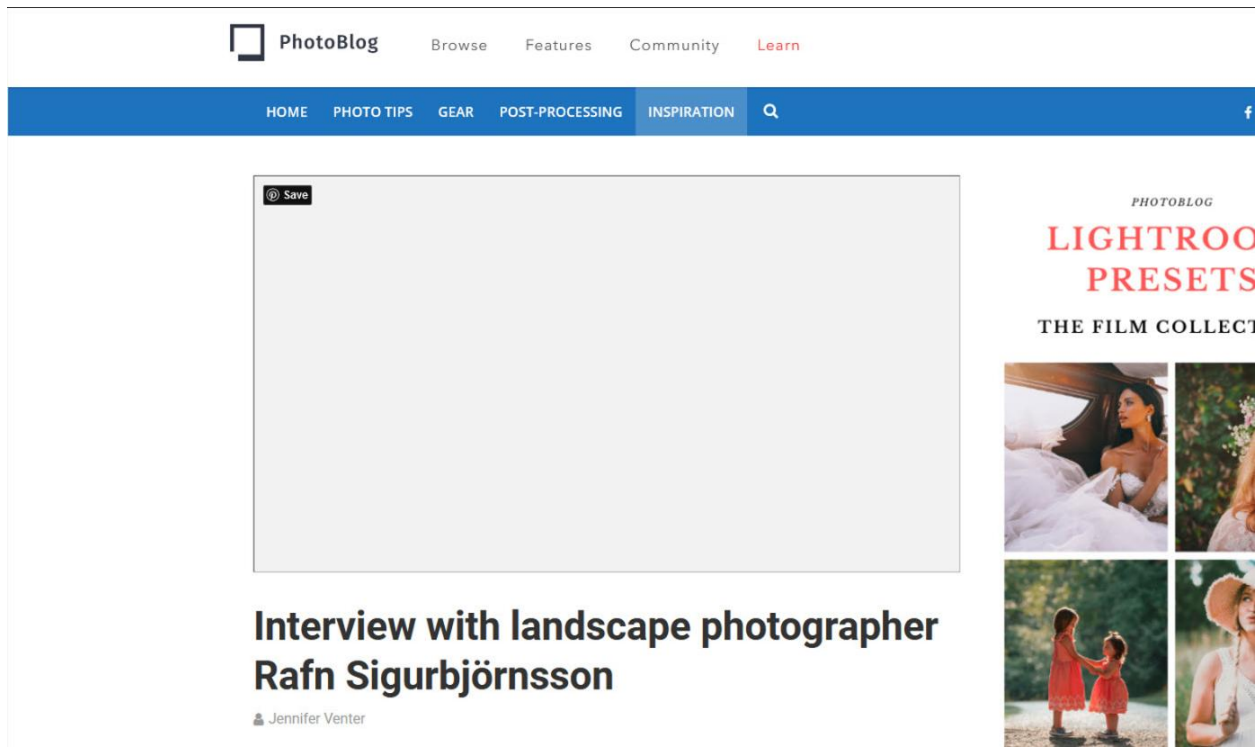 PhotoBlog Browse Features Community Learn
HOME PHOTO TIPS GEAR POST-PROCESSING INSPIRATION
Save
PHOTOBLOG
LIGHTROO
PRESETS
THE FILM COLLECT
Interview with landscape photographer
Rafn Sigurbjörnsson
Jennifer Venter